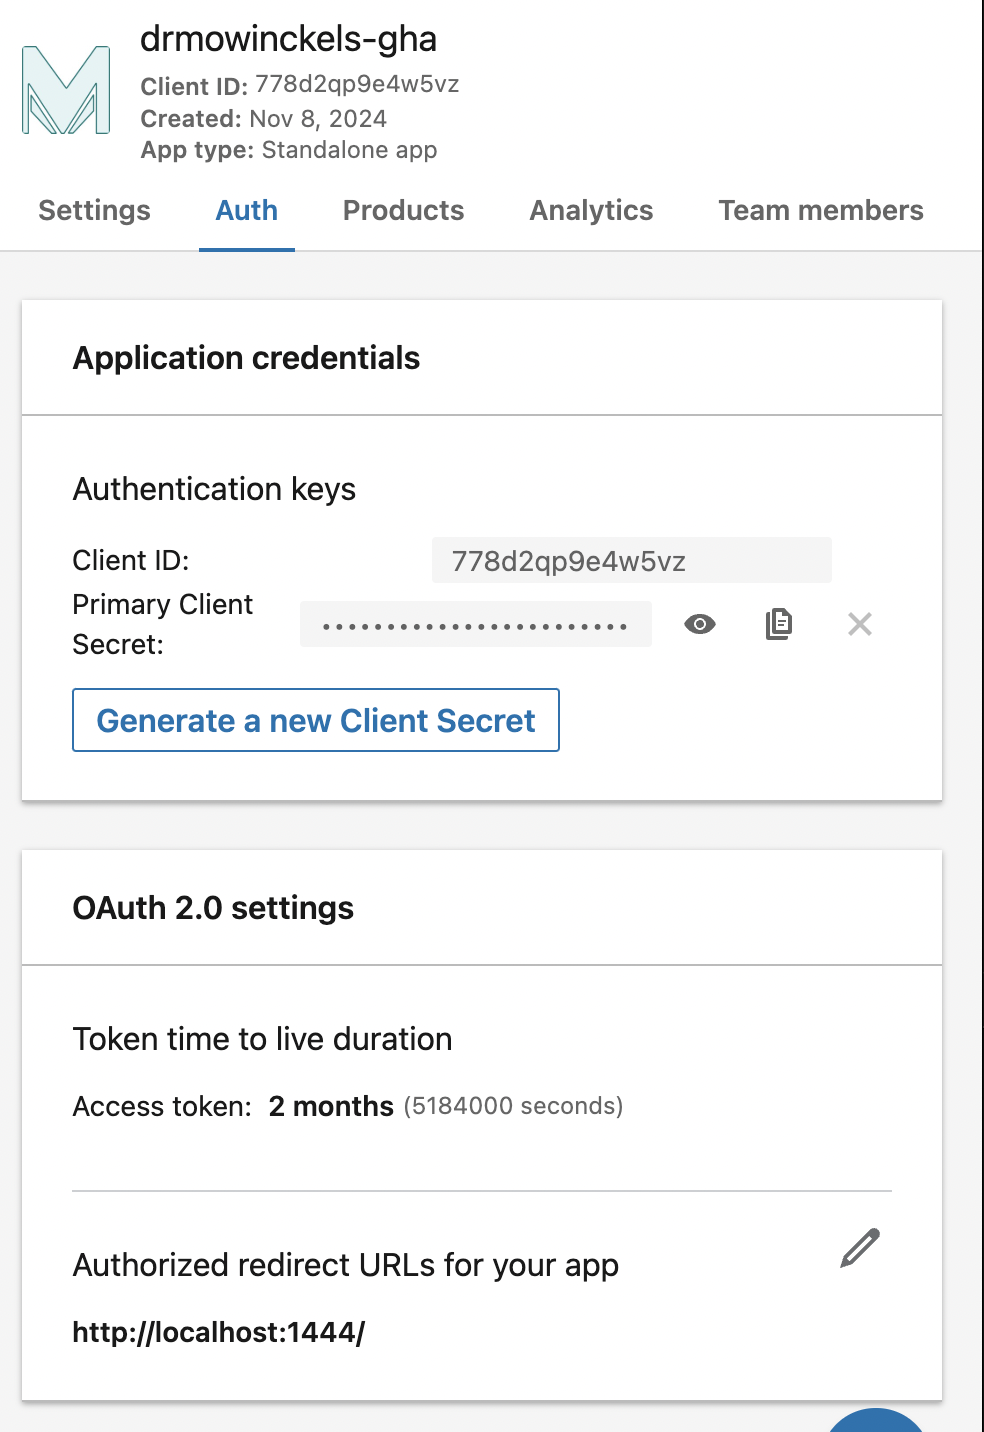 drmowinckels-gha
Client ID: 778d2qp9e4w5vz
Created: Nov 8, 2024
App type: Standalone app
Settings Auth Products Analytics Team members
Application credentials
Authentication keys
Client ID: 778d2qp9e4w5vz
Primary Client
Secret: ••••••••••••••••••••••••
Generate a new Client Secret
OAuth 2.0 settings
Token time to live duration
Access token: 2 months (5184000 seconds)
Authorized redirect URLs for your app
http://localhost:1444/